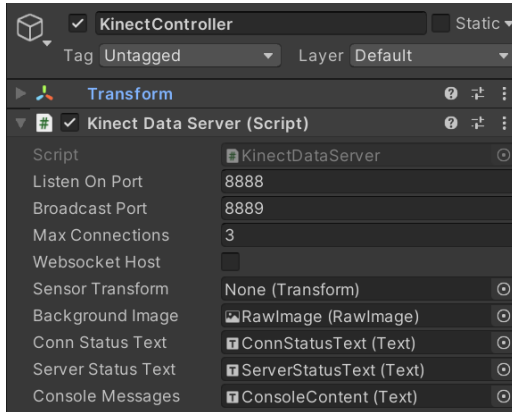 KinectController Static
Tag Untagged Layer Default
Transform
# Kinect Data Server (Script)
Script # KinectDataServer
Listen On Port 8888
Broadcast Port 8889
Max Connections 3
Websocket Host
Sensor Transform None (Transform)
Background Image RawImage (RawImage)
Conn Status Text T ConnStatusText (Text)
Server Status Text T ServerStatusText (Text)
Console Messages T ConsoleContent (Text)